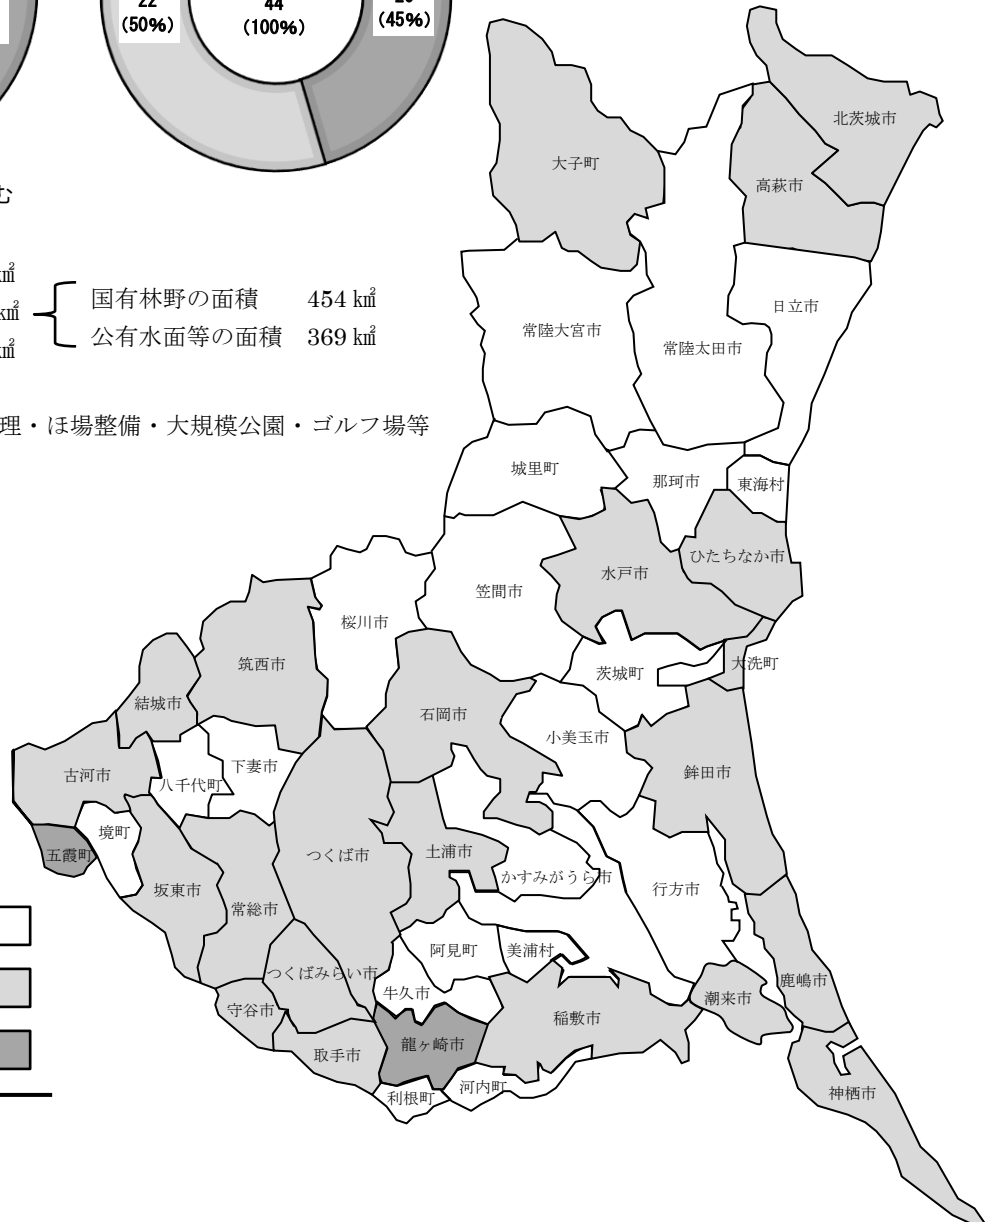 22
(50%)
44
(100%)
(45%)
む
k㎡
k㎡
k㎡
国有林野の面積 454 k㎡
公有水面等の面積 369 k㎡
理・ほ場整備・大規模公園・ゴルフ場等
北茨城市
大子町
高萩市
日立市
常陸大宮市
常陸太田市
城里町
那珂市
東海村
ひたちなか市
水戸市
笠間市
桜川市
筑西市
茨城町
大洗町
結城市
石岡市
小美玉市
下妻市
鉾田市
古河市
八千代町
境町
五霞町
つくば市
土浦市
かすみがうら市
行方市
坂東市
常総市
阿見町
美浦村
つくばみらい市
鹿嶋市
牛久市
潮来市
守谷市
稲敷市
龍ヶ崎市
取手市
河内町
利根町
神栖市